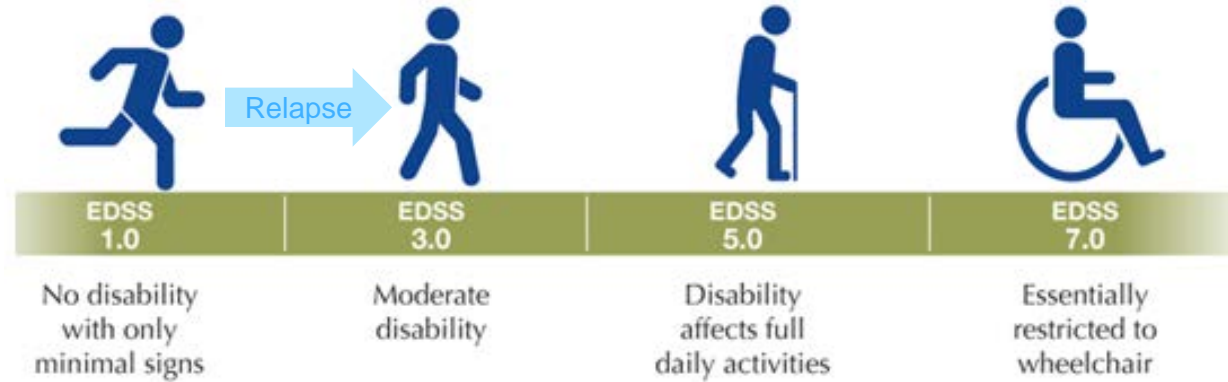 Relapse
EDSS
1.0
EDSS
3.0
EDSS
5.0
EDSS
7.0
No disability
with only
minimal signs
Moderate
disability
Disability
affects full
daily activities
Essentially
restricted to
wheelchair